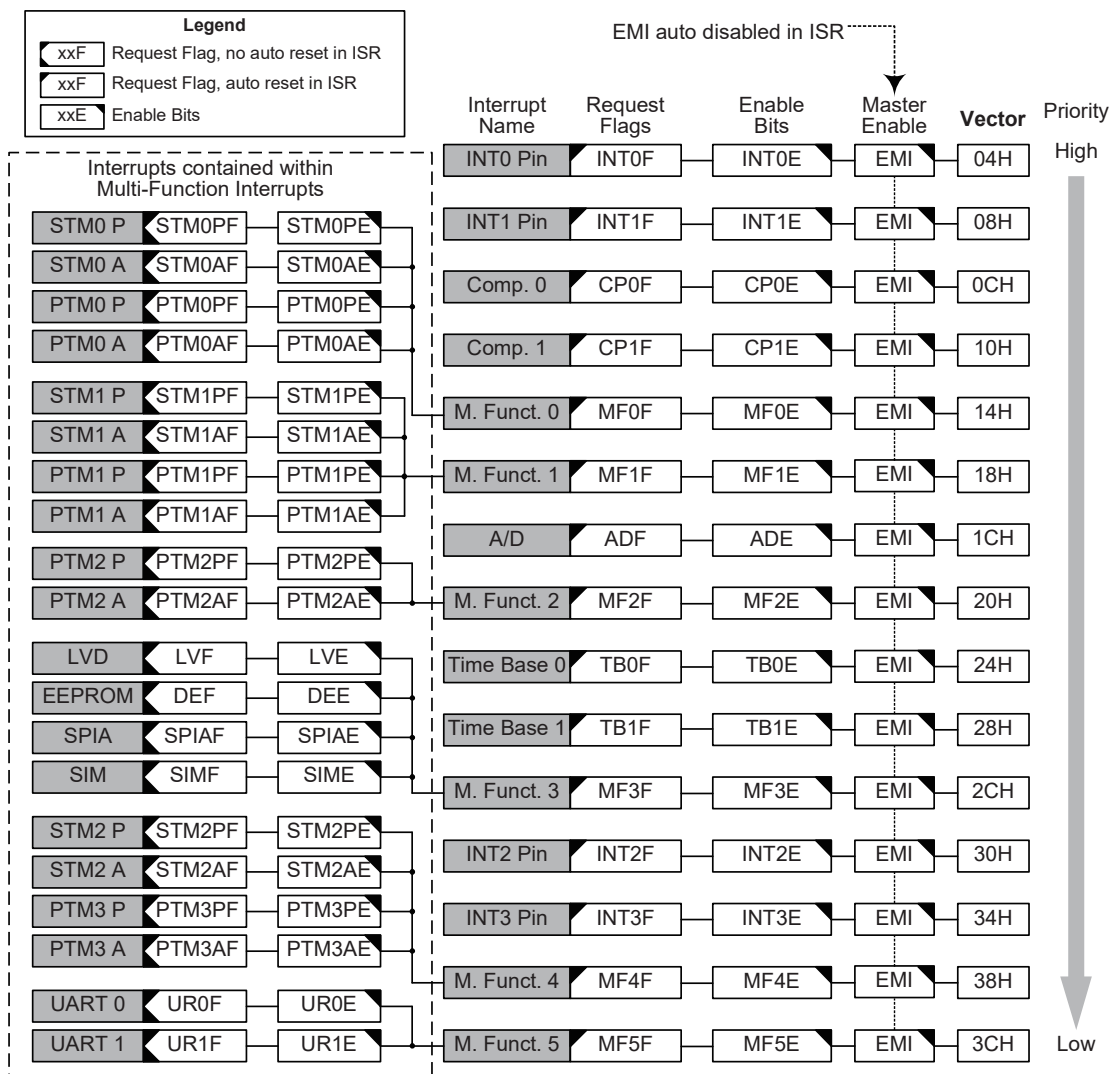 Legend
xxF Request Flag, no auto reset in ISR
xxF Request Flag, auto reset in ISR
xxE Enable Bits
EMI auto disabled in ISR
Interrupt Name Request Flags Enable Bits Master Enable Vector Priority
High
INT0 Pin INT0F INT0E EMI 04H
INT1 Pin INT1F INT1E EMI 08H
Comp. 0 CP0F CP0E EMI 0CH
Comp. 1 CP1F CP1E EMI 10H
M. Funct. 0 MF0F MF0E EMI 14H
M. Funct. 1 MF1F MF1E EMI 18H
A/D ADF ADE EMI 1CH
M. Funct. 2 MF2F MF2E EMI 20H
Time Base 0 TB0F TB0E EMI 24H
Time Base 1 TB1F TB1E EMI 28H
M. Funct. 3 MF3F MF3E EMI 2CH
INT2 Pin INT2F INT2E EMI 30H
INT3 Pin INT3F INT3E EMI 34H
M. Funct. 4 MF4F MF4E EMI 38H
M. Funct. 5 MF5F MF5E EMI 3CH
Low
Interrupts contained within
Multi-Function Interrupts
STM0 P STM0PF STM0PE
STM0 A STM0AF STM0AE
PTM0 P PTM0PF PTM0PE
PTM0 A PTM0AF PTM0AE
STM1 P STM1PF STM1PE
STM1 A STM1AF STM1AE
PTM1 P PTM1PF PTM1PE
PTM1 A PTM1AF PTM1AE
PTM2 P PTM2PF PTM2PE
PTM2 A PTM2AF PTM2AE
LVD LVF LVE
EEPROM DEF DEE
SPIA SPIAF SPIAE
SIM SIMF SIME
STM2 P STM2PF STM2PE
STM2 A STM2AF STM2AE
PTM3 P PTM3PF PTM3PE
PTM3 A PTM3AF PTM3AE
UART 0 UR0F UR0E
UART 1 UR1F UR1E